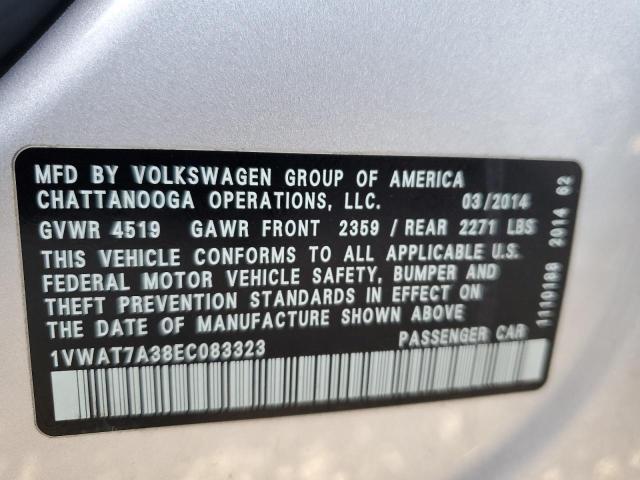 MFD BY VOLKSWAGEN GROUP OF AMERICA
CHATTANOOGA OPERATIONS, LLC. 03/2014
GVWR 4519 GAWR FRONT 2359 / REAR 2271 LBS
THIS VEHICLE CONFORMS TO ALL APPLICABLE U.S.
FEDERAL MOTOR VEHICLE SAFETY, BUMPER AND
THEFT PREVENTION STANDARDS IN EFFECT ON
THE DATE OF MANUFACTURE SHOWN ABOVE
1VWAT7A38EC083323 PASSENGER CAR
1110188 2014 62